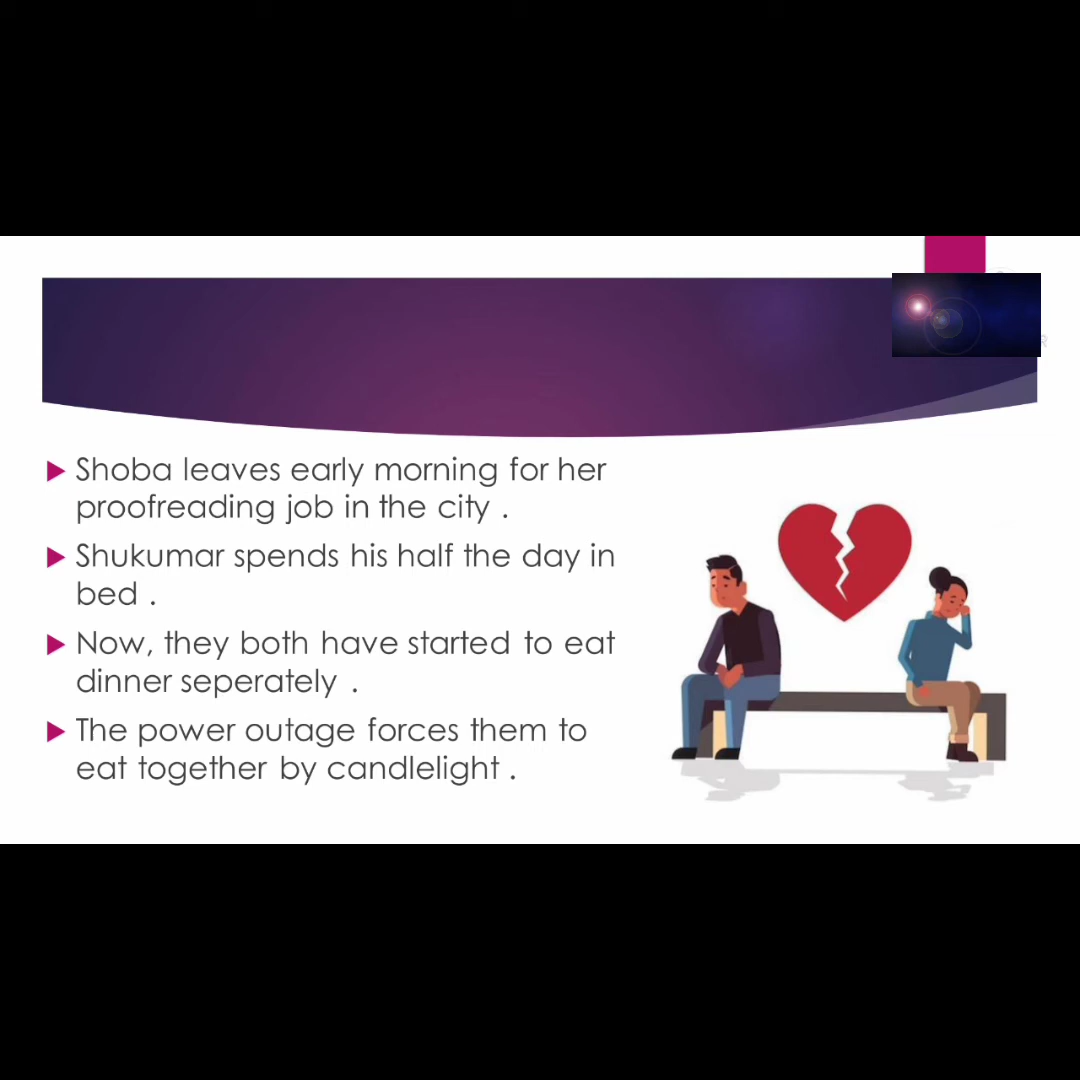 Shoba leaves early morning for her
proofreading job in the city .
Shukumar spends his half the day in
bed .
Now, they both have started to eat
dinner seperately .
The power outage forces them to
eat together by candlelight .